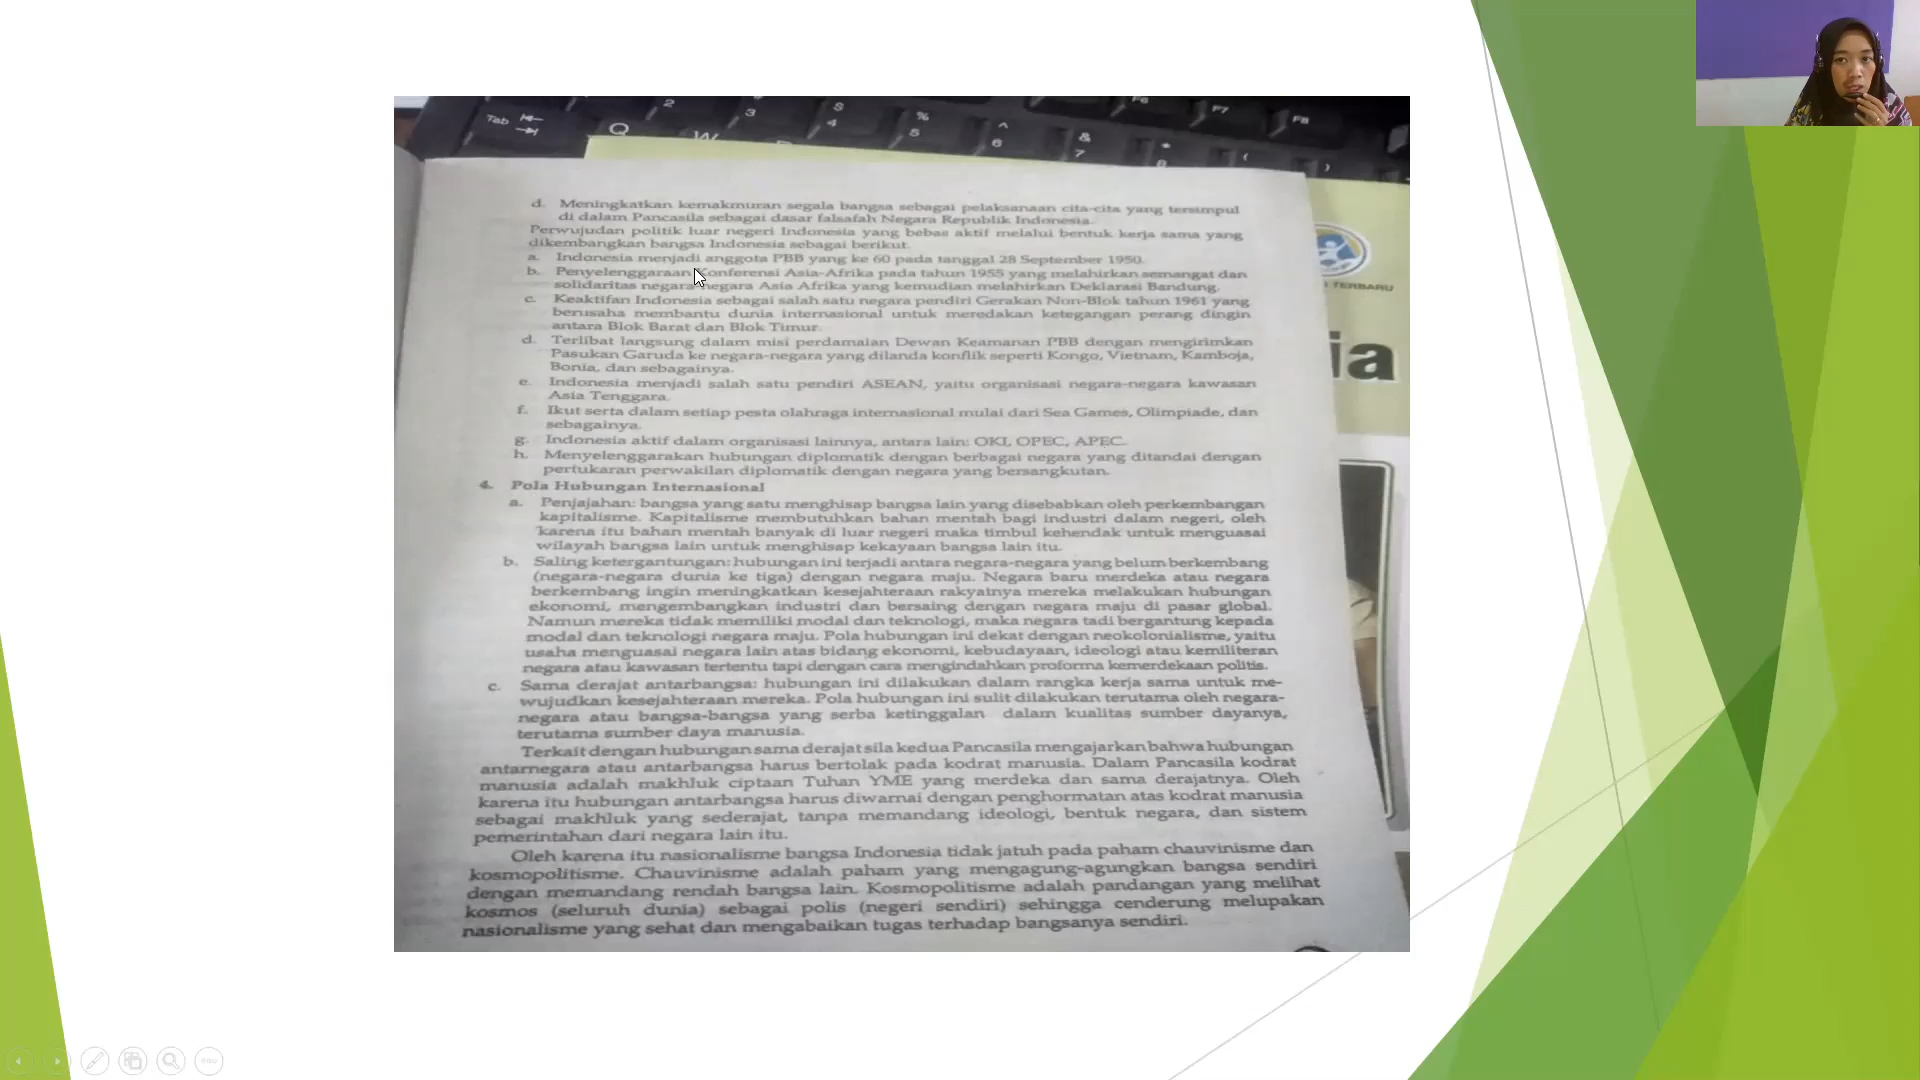 Tab
2
3
S
4
%
5
^
6
&
7
*
8
(
)
F6
F7
F8
Q
W
d. Meningkatkan kemakmuran segala bangsa sebagai pelaksanaan cita-cita yang tersimpul
di dalam Pancasila sebagai dasar falsafah Negara Republik Indonesia.
Perwujudan politik luar negeri Indonesia yang bebas aktif melalui bentuk kerja sama yang
dikembangkan bangsa Indonesia sebagai berikut.
a. Indonesia menjadi anggota PBB yang ke 60 pada tanggal 28 September 1950.
b. Penyelenggaraan Konferensi Asia-Afrika pada tahun 1955 yang melahirkan semangat dan
solidaritas negara-negara Asia Afrika yang kemudian melahirkan Deklarasi Bandung.
c. Keaktifan Indonesia sebagai salah satu negara pendiri Gerakan Non-Blok tahun 1961 yang
berusaha membantu dunia internasional untuk meredakan ketegangan perang dingin
antara Blok Barat dan Blok Timur.
d. Terlibat langsung dalam misi perdamaian Dewan Keamanan PBB dengan mengirimkan
Pasukan Garuda ke negara-negara yang dilanda konflik seperti Kongo, Vietnam, Kamboja,
Bonia, dan sebagainya.
e. Indonesia menjadi salah satu pendiri ASEAN, yaitu organisasi negara-negara kawasan
Asia Tenggara.
f. Ikut serta dalam setiap pesta olahraga internasional mulai dari Sea Games, Olimpiade, dan
sebagainya.
g. Indonesia aktif dalam organisasi lainnya, antara lain: OKI, OPEC, APEC.
h. Menyelenggarakan hubungan diplomatik dengan berbagai negara yang ditandai dengan
pertukaran perwakilan diplomatik dengan negara yang bersangkutan.
4. Pola Hubungan Internasional
a. Penjajahan: bangsa yang satu menghisap bangsa lain yang disebabkan oleh perkembangan
kapitalisme. Kapitalisme membutuhkan bahan mentah bagi industri dalam negeri, oleh
karena itu bahan mentah banyak di luar negeri maka timbul kehendak untuk menguasai
wilayah bangsa lain untuk menghisap kekayaan bangsa lain itu.
b. Saling ketergantungan: hubungan ini terjadi antara negara-negara yang belum berkembang
(negara-negara dunia ke tiga) dengan negara maju. Negara baru merdeka atau negara
berkembang ingin meningkatkan kesejahteraan rakyatnya mereka melakukan hubungan
ekonomi, mengembangkan industri dan bersaing dengan negara maju di pasar global.
Namun mereka tidak memiliki modal dan teknologi, maka negara tadi bergantung kepada
modal dan teknologi negara maju. Pola hubungan ini dekat dengan neokolonialisme, yaitu
usaha menguasai negara lain atas bidang ekonomi, kebudayaan, ideologi atau kemiliteran
negara atau kawasan tertentu tapi dengan cara mengindahkan proforma kemerdekaan politis.
c. Sama derajat antarbangsa: hubungan ini dilakukan dalam rangka kerja sama untuk me-
wujudkan kesejahteraan mereka. Pola hubungan ini sulit dilakukan terutama oleh negara-
negara atau bangsa-bangsa yang serba ketinggalan dalam kualitas sumber dayanya,
terutama sumber daya manusia.
Terkait dengan hubungan sama derajat sila kedua Pancasila mengajarkan bahwa hubungan
antarnegara atau antarbangsa harus bertolak pada kodrat manusia. Dalam Pancasila kodrat
manusia adalah makhluk ciptaan Tuhan YME yang merdeka dan sama derajatnya. Oleh
karena itu hubungan antarbangsa harus diwarnai dengan penghormatan atas kodrat manusia
sebagai makhluk yang sederajat, tanpa memandang ideologi, bentuk negara, dan sistem
pemerintahan dari negara lain itu.
Oleh karena itu nasionalisme bangsa Indonesia tidak jatuh pada paham chauvinisme dan
kosmopolitisme. Chauvinisme adalah paham yang mengagung-agungkan bangsa sendiri
dengan memandang rendah bangsa lain. Kosmopolitisme adalah pandangan yang melihat
kosmos (seluruh dunia) sebagai polis (negeri sendiri) sehingga cenderung melupakan
nasionalisme yang sehat dan mengabaikan tugas terhadap bangsanya sendiri.
TERBARU
ia